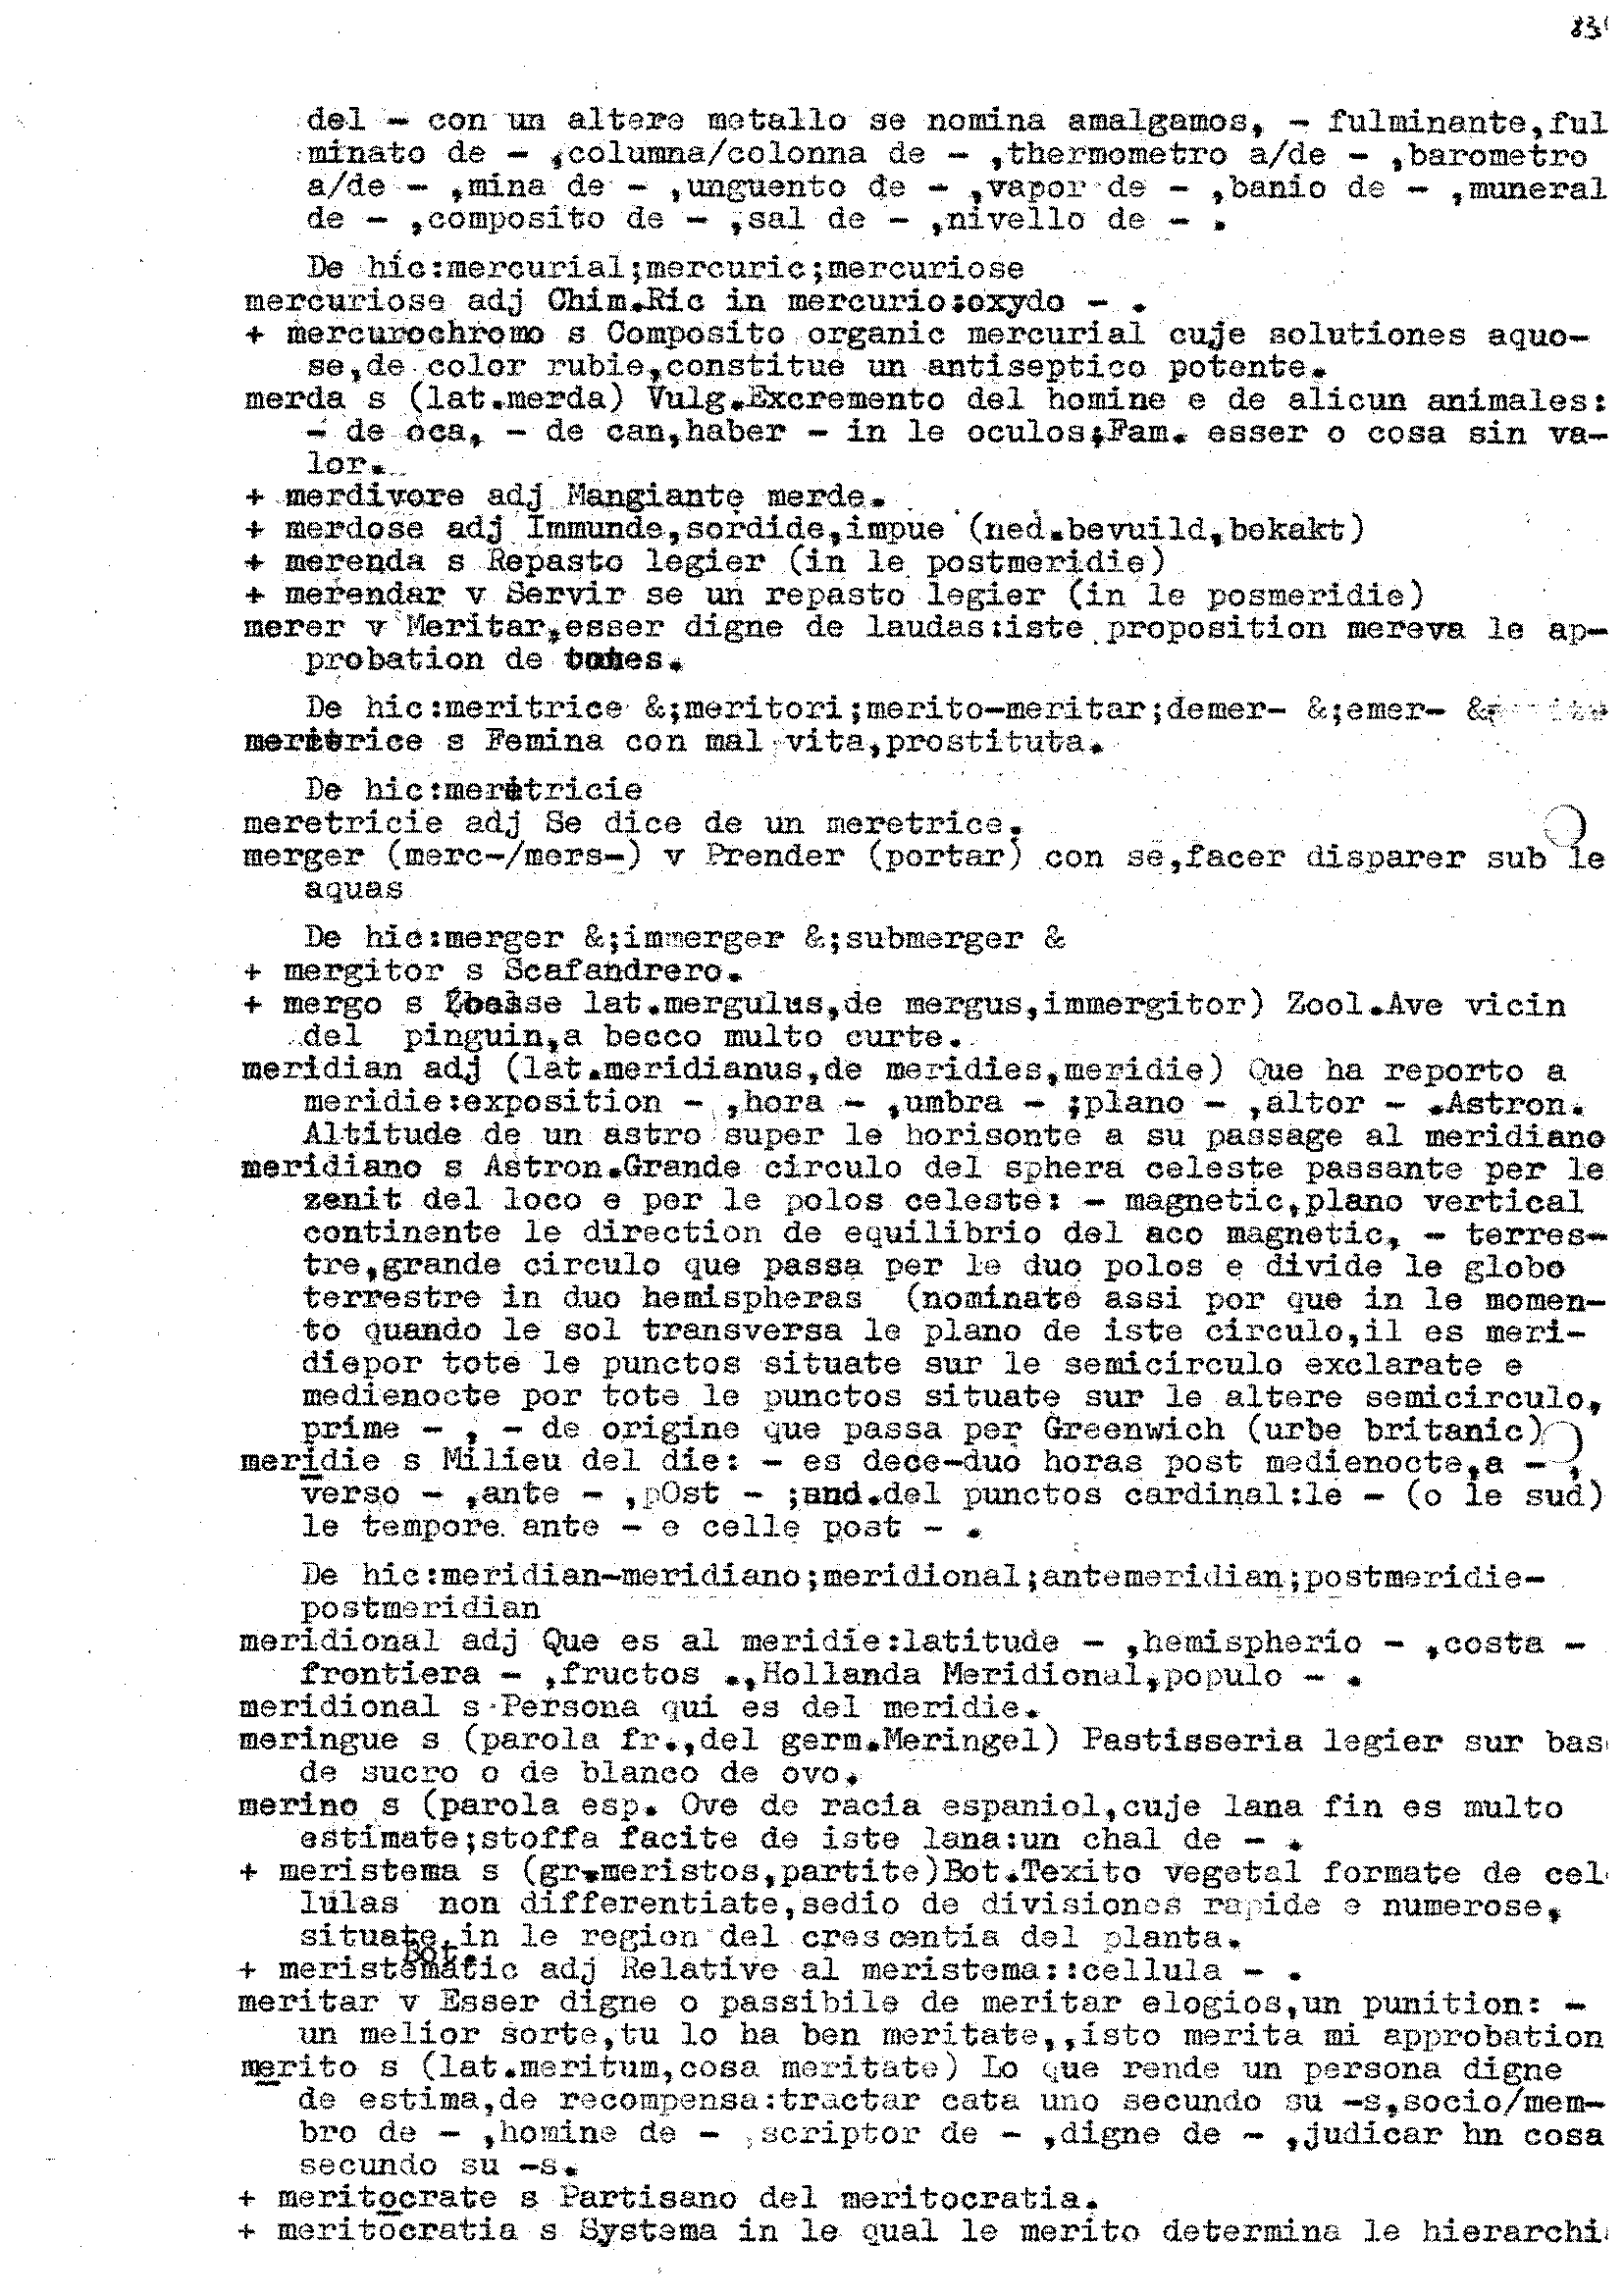 83
del - con un altere metallo se nomina amalgamos, - fulminante,ful
minato de - ,columna/colonna de - ,thermometro a/de - ,barometro
a/de - ,mina de - ,unguento de - ,vapor de - ,banio de - ,muneral
de - ,composito de - ,sal de - ,nivello de - .
De hic:mercurial;mercuric;mercuriose
mercuriose adj Chim.Ric in mercurio:oxydo - .
+ mercurochromo s Composito organic mercurial cuje solutiones aquo-
se,de color rubie,constitue un antiseptico potente.
merda s (lat.merda) Vulg.Excremento del homine e de alicun animales:
- de oca, - de can,haber - in le oculos;Fam. esser o cosa sin va-
lor.
+ merdivore adj Mangiante merde.
+ merdose adj Immunde,sordide,impue (ned.bevuild,bekakt)
+ merenda s Repasto legier (in le postmeridie)
+ merendar v Servir se un repasto legier (in le posmeridie)
merer v Meritar,esser digne de laudas:iste proposition mereva le ap-
probation de totes.
De hic:meritrice &;meritori;merito-meritar;demer- &;emer- &
meretrice s Femina con mal vita,prostituta.
De hic:meretricie
meretricie adj Se dice de un meretrice.
merger (merc-/mers-) v Prender (portar) con se,facer disparer sub le
aquas
De hic:merger &;immerger &;submerger &
+ mergitor s Scafandrero.
+ mergo s (basse lat.mergulus,de mergus,immergitor) Zool.Ave vicin
del pinguin,a becco multo curte.
meridian adj (lat.meridianus,de meridies,meridie) Que ha reporto a
meridie:exposition - ,hora - ,umbra - ;plano - ,altor - .Astron.
Altitude de un astro super le horisonte a su passage al meridiano
meridiano s Astron.Grande circulo del sphera celeste passante per le
zenit del loco e per le polos celeste: - magnetic,plano vertical
continente le direction de equilibrio del aco magnetic, - terres-
tre,grande circulo que passa per le duo polos e divide le globo
terrestre in duo hemispheras (nominate assi por que in le momen-
to quando le sol transversa le plano de iste circulo,il es meri-
diepor tote le punctos situate sur le semicirculo exclarate e
medienocte por tote le punctos situate sur le altere semicirculo,
prime - , - de origine que passa per Greenwich (urbe britanic)
meridie s Milieu del die: - es dece-duo horas post medienocte,a - ,
verso - ,ante - ,pOst - ;und.del punctos cardinal:le - (o le sud)
le tempore ante - e celle post - .
De hic:meridian-meridiano;meridional;antemeridian;postmeridie-
postmeridian
meridional adj Que es al meridie:latitude - ,hemispherio - ,costa -
frontiera - ,fructos .,Hollanda Meridional,populo - .
meridional s Persona qui es del meridie.
meringue s (parola fr.,del germ.Meringel) Pastisseria legier sur bas
de sucro o de blanco de ovo.
merino s (parola esp. Ove de racia espaniol,cuje lana fin es multo
estimate;stoffa facite de iste lana:un chal de - .
+ meristema s (gr.meristos,partite)Bot.Texito vegetal formate de cel
lulas non differentiate,sedio de divisiones rapide e numerose,
situate in le region del crescentia del planta.
Bot.
+ meristematic adj Relative al meristema::cellula - .
meritar v Esser digne o passibile de meritar elogios,un punition: -
un melior sorte,tu lo ha ben meritate,,isto merita mi approbation
merito s (lat.meritum,cosa meritate) Lo que rende un persona digne
de estima,de recompensa:tractar cata uno secundo su -s,socio/mem-
bro de - ,homine de - ,scriptor de - ,digne de - ,judicar hn cosa
secundo su -s.
+ meritocrate s Partisano del meritocratia.
+ meritocratia s Systema in le qual le merito determina le hierarchi